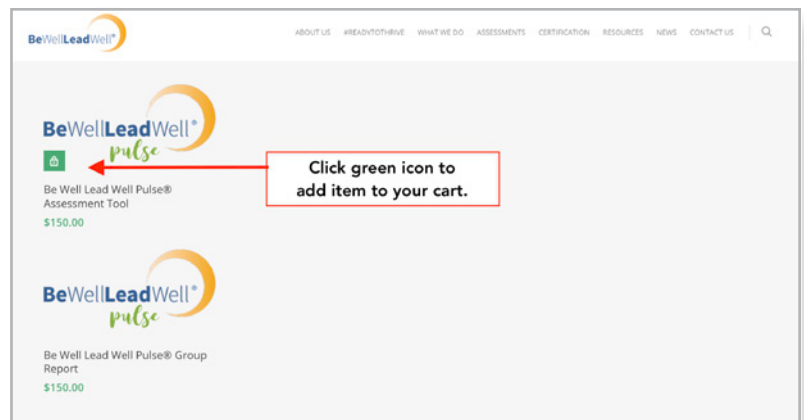 BeWellLeadWell®
ABOUT US #READYTOTHRIVE WHAT WE DO ASSESSMENTS CERTIFICATION RESOURCES NEWS CONTACT US
BeWellLeadWell®
pulse
Click green icon to
add item to your cart.
Be Well Lead Well Pulse®
Assessment Tool
$150.00
BeWellLeadWell®
pulse
Be Well Lead Well Pulse® Group
Report
$150.00